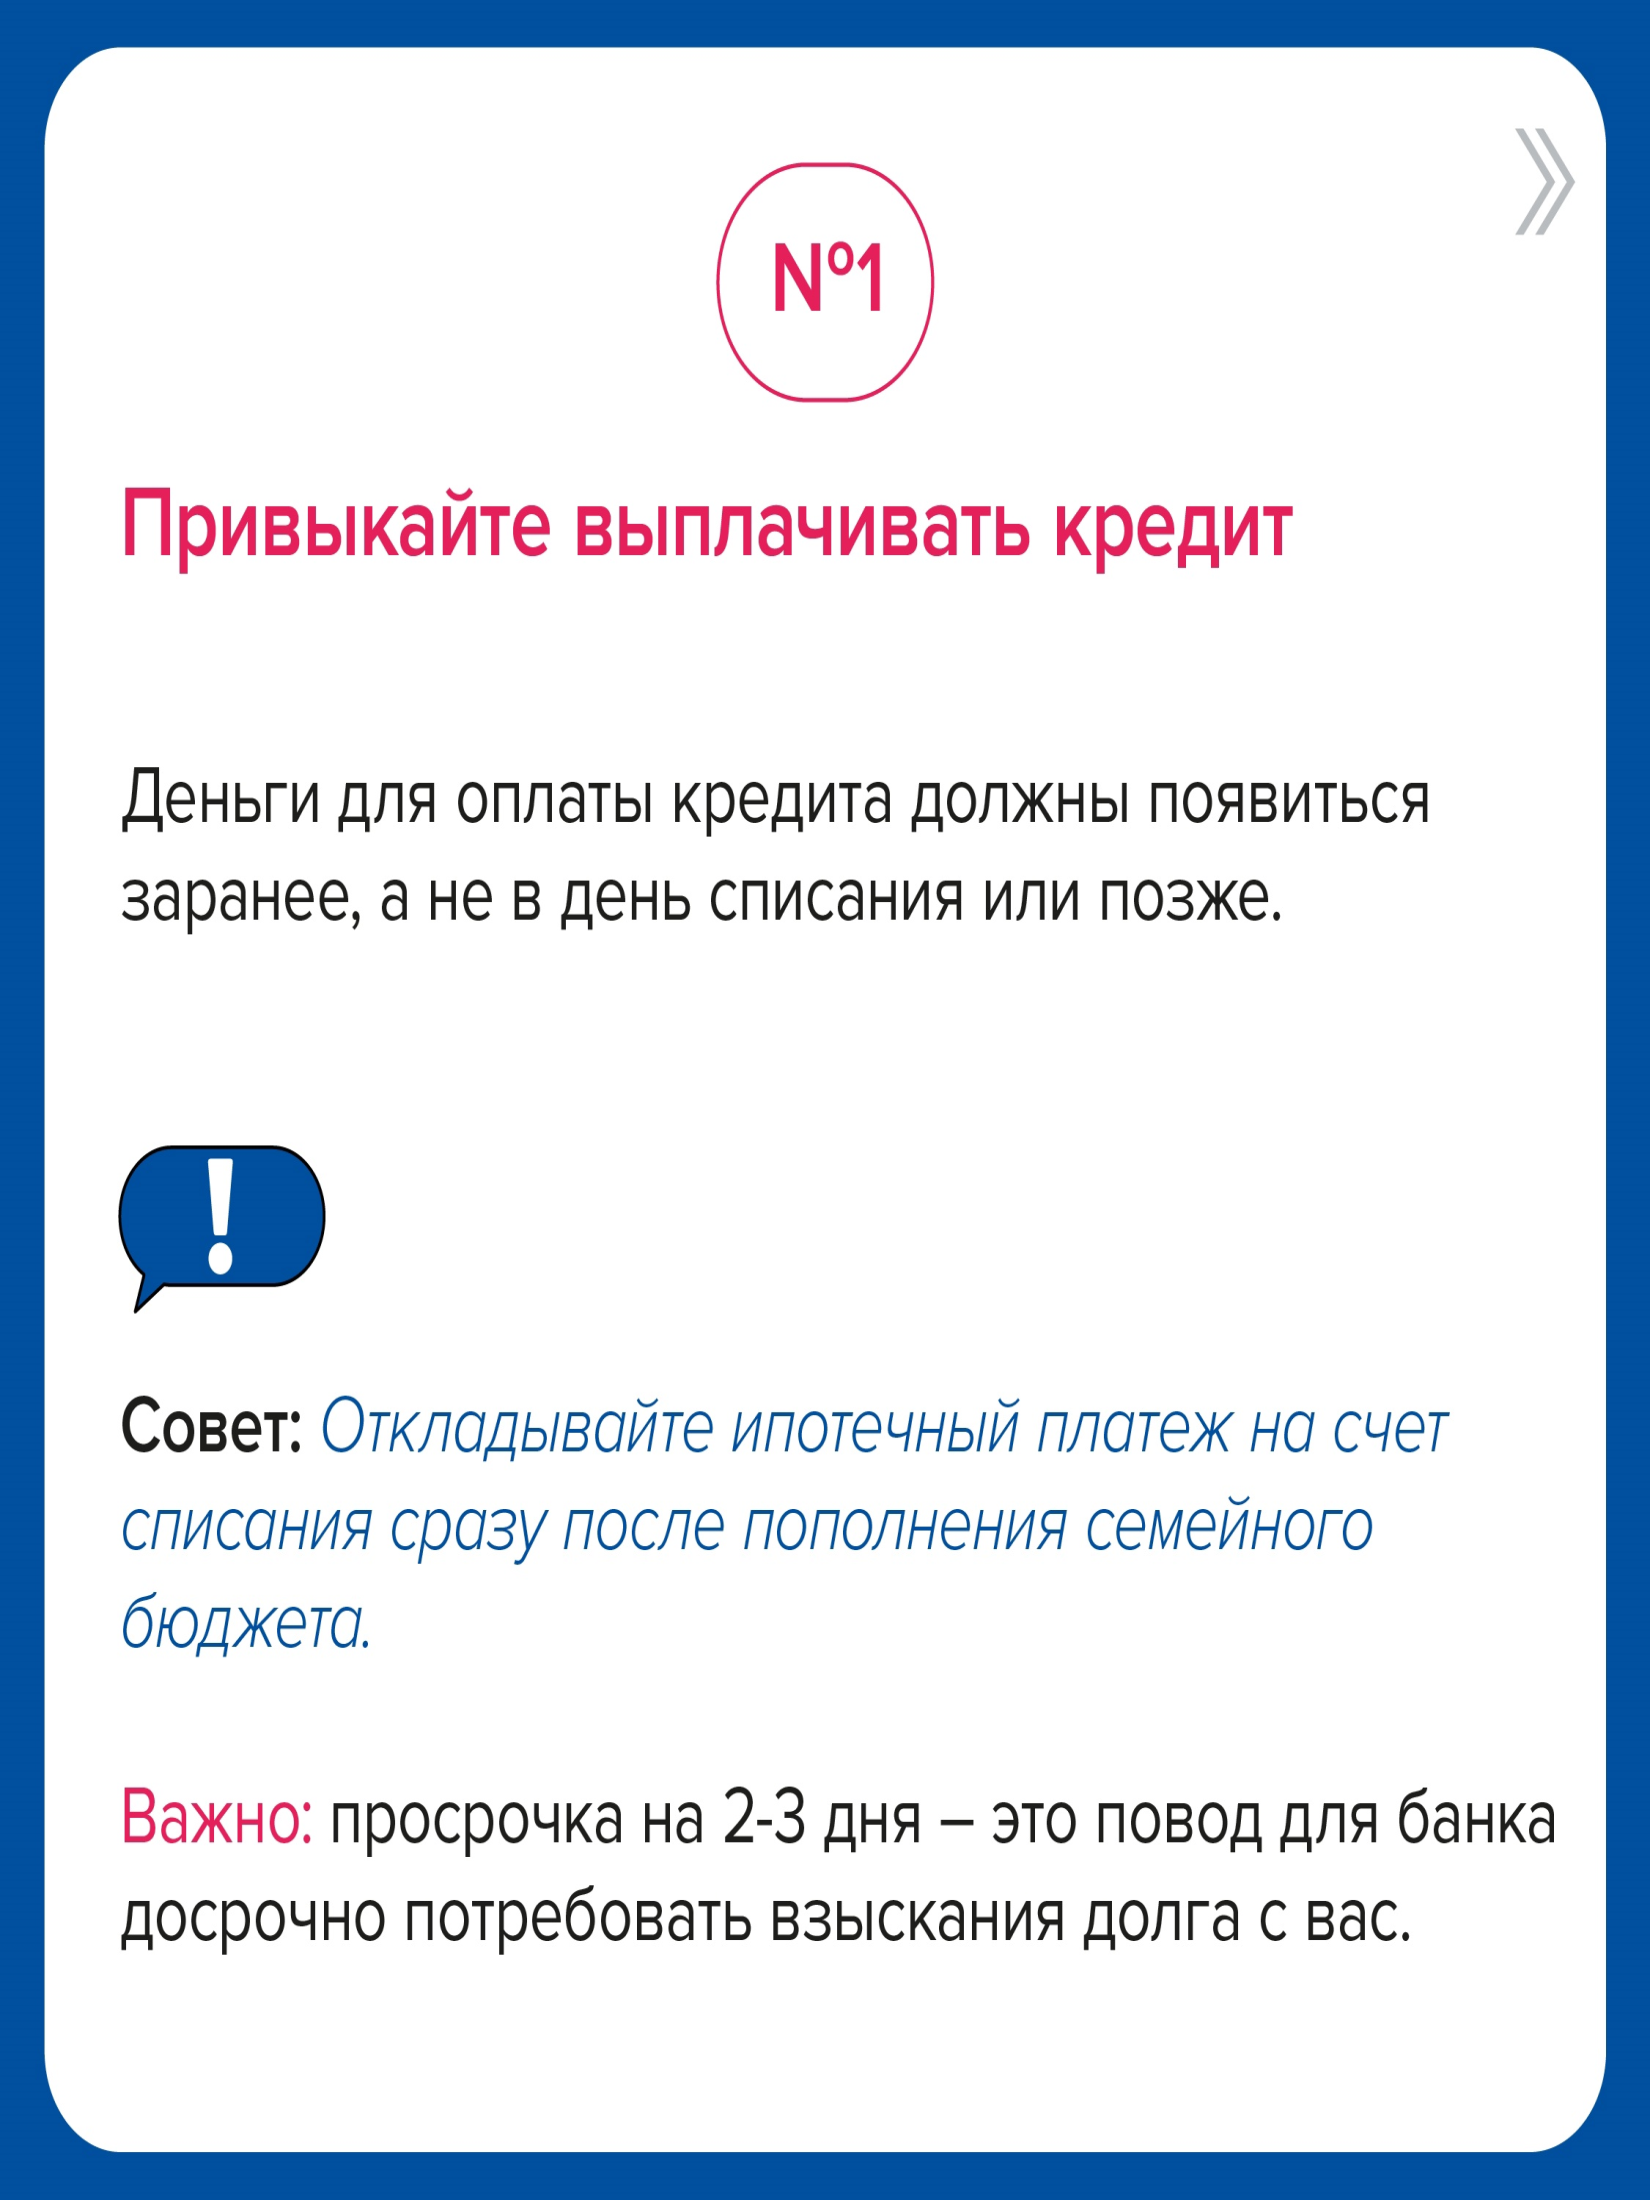 №1
Привыкайте выплачивать кредит
Деньги для оплаты кредита должны появиться
заранее, а не в день списания или позже.
!
Совет: Откладывайте ипотечный платеж на счет
списания сразу после пополнения семейного
бюджета.
Важно: просрочка на 2-3 дня – это повод для банка
досрочно потребовать взыскания долга с вас.